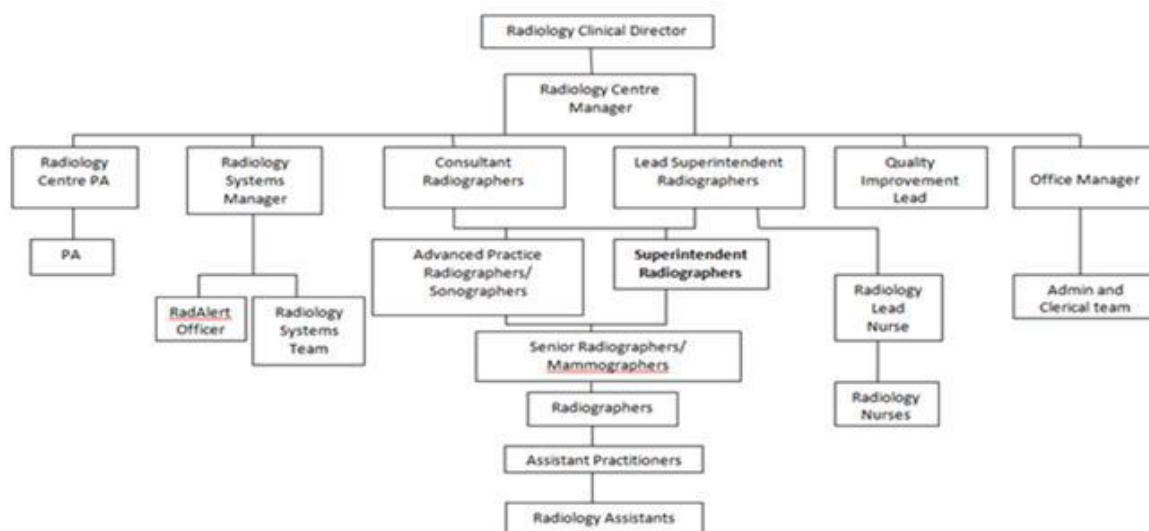 Radiology Clinical Director
Radiology Centre
Manager
Radiology
Centre PA
Radiology
Systems
Manager
Consultant
Radiographers
Lead Superintendent
Radiographers
Quality
Improvement
Lead
Office Manager
PA
Advanced Practice
Radiographers/
Sonographers
Superintendent
Radiographers
RadAlert
Officer
Radiology
Systems
Team
Radiology
Lead
Nurse
Admin and
Clerical team
Senior Radiographers/
Mammographers
Radiographers
Radiology
Nurses
Assistant Practitioners
Radiology Assistants